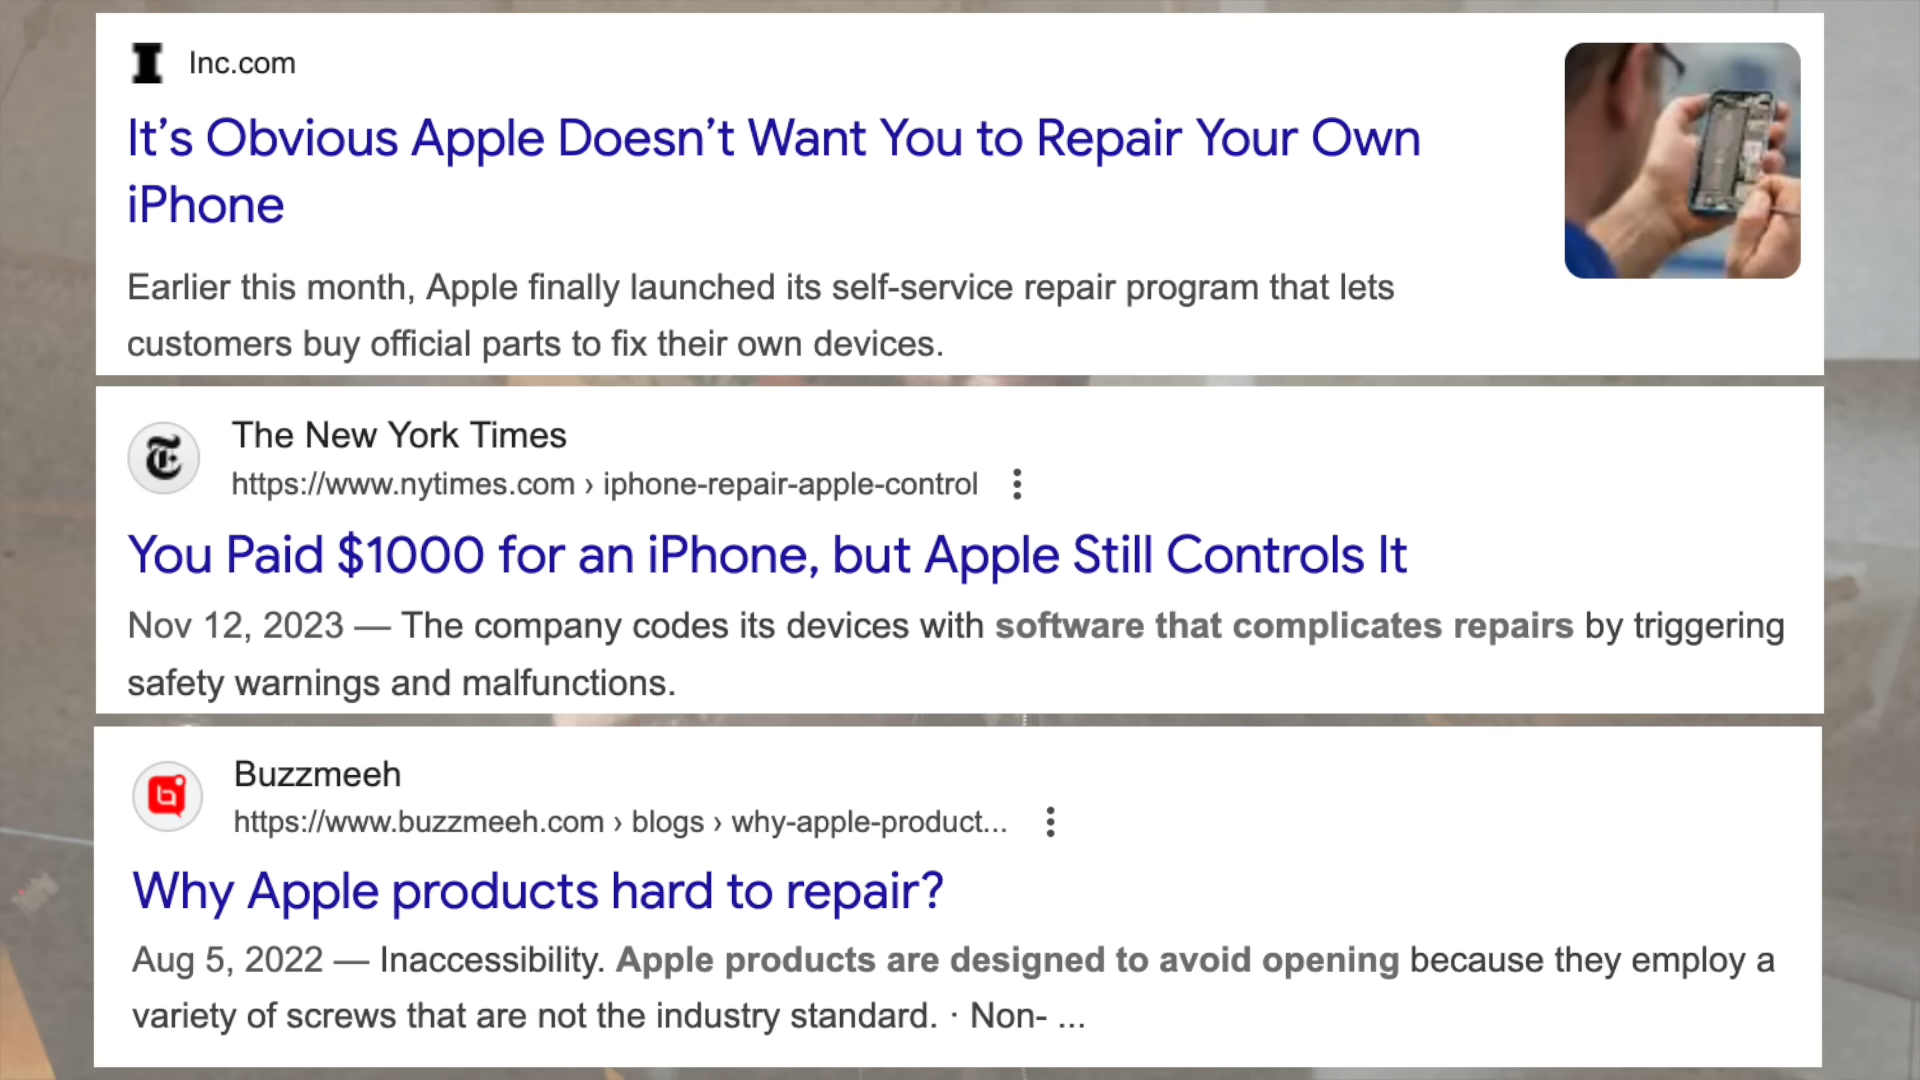 Inc.com
It’s Obvious Apple Doesn’t Want You to Repair Your Own
iPhone
Earlier this month, Apple finally launched its self-service repair program that lets
customers buy official parts to fix their own devices.
The New York Times
https://www.nytimes.com › iphone-repair-apple-control
You Paid $1000 for an iPhone, but Apple Still Controls It
Nov 12, 2023 — The company codes its devices with software that complicates repairs by triggering
safety warnings and malfunctions.
Buzzmeeh
https://www.buzzmeeh.com › blogs › why-apple-product...
Why Apple products hard to repair?
Aug 5, 2022 — Inaccessibility. Apple products are designed to avoid opening because they employ a
variety of screws that are not the industry standard. · Non- ...